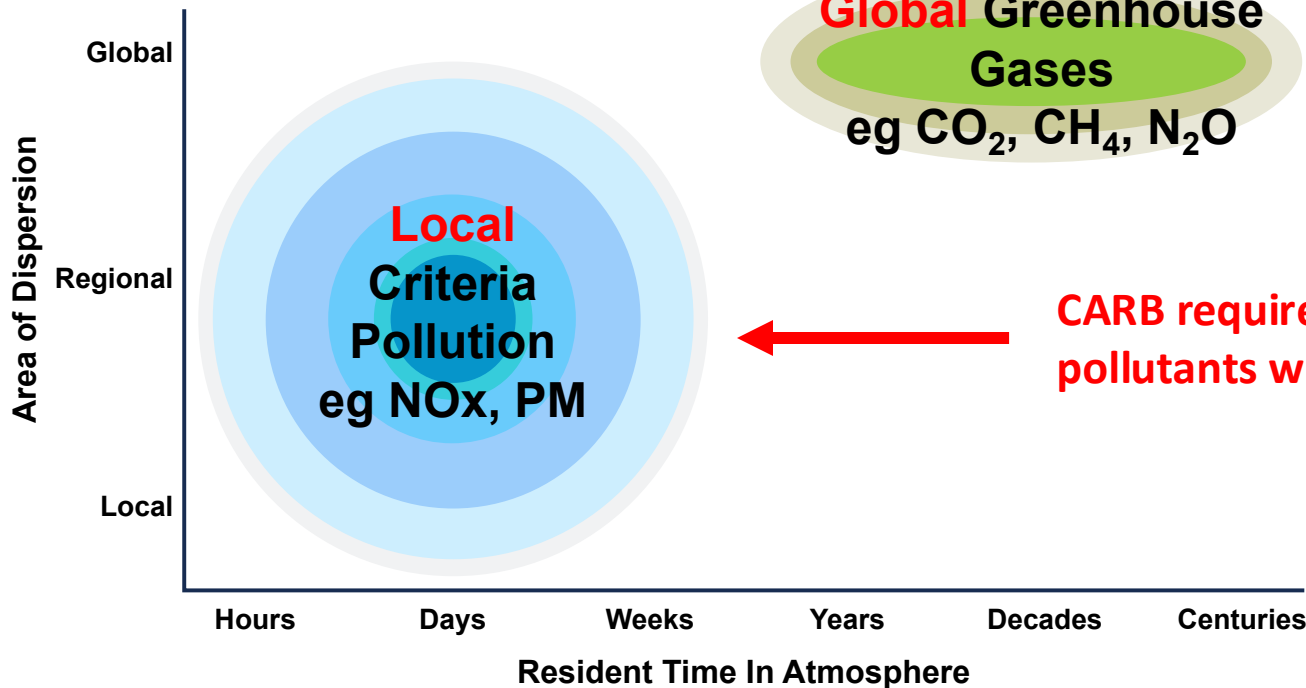 Global Greenhouse
Gases
eg CO₂, CH₄, N₂O
Global
Regional
Local
Area of Dispersion
Local
Criteria
Pollution
eg NOx, PM
CARB require
pollutants w
Hours Days Weeks Years Decades Centuries
Resident Time In Atmosphere